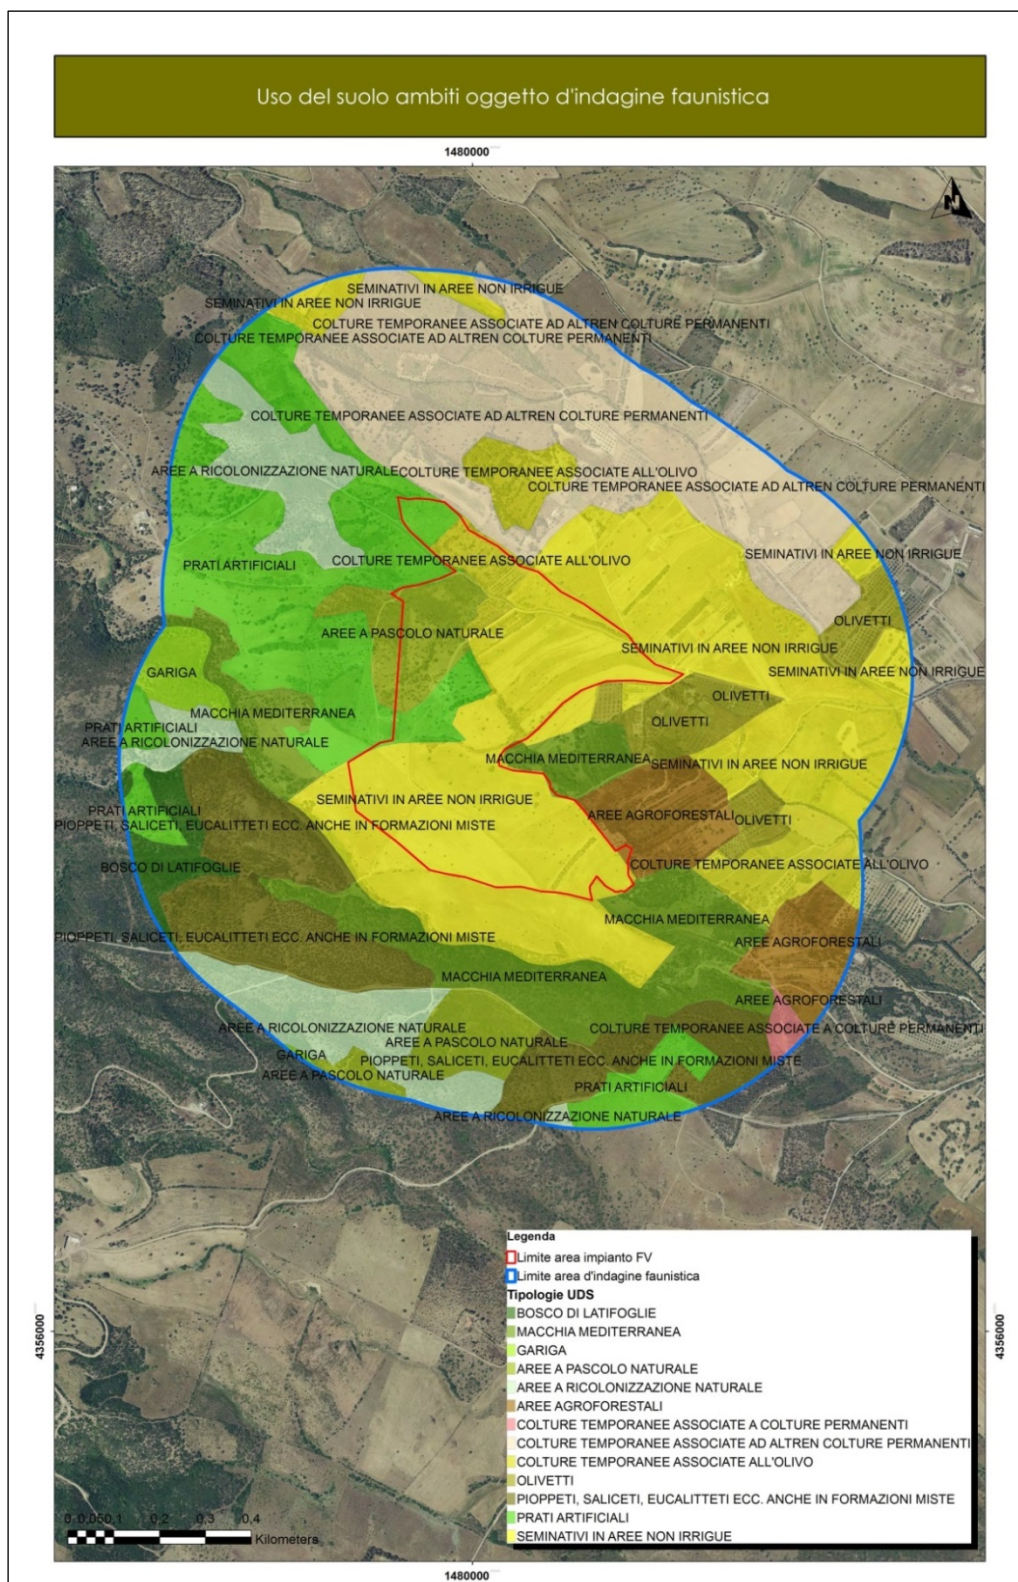 Uso del suolo ambiti oggetto d'indagine faunistica
1480000
N
SEMINATIVI IN AREE NON IRRIGUE
SEMINATIVI IN AREE NON IRRIGUE
COLTURE TEMPORANEE ASSOCIATE AD ALTREN COLTURE PERMANENTI
COLTURE TEMPORANEE ASSOCIATE AD ALTREN COLTURE PERMANENTI
COLTURE TEMPORANEE ASSOCIATE AD ALTREN COLTURE PERMANENTI
AREE A RICOLONIZZAZIONE NATURALE
COLTURE TEMPORANEE ASSOCIATE ALL'OLIVO
COLTURE TEMPORANEE ASSOCIATE AD ALTREN COLTURE PERMANENTI
SEMINATIVI IN AREE NON IRRIGUE
COLTURE TEMPORANEE ASSOCIATE ALL'OLIVO
PRATI ARTIFICIALI
OLIVETTI
AREE A PASCOLO NATURALE
SEMINATIVI IN AREE NON IRRIGUE
GARIGA
SEMINATIVI IN AREE NON IRRIGUE
OLIVETTI
MACCHIA MEDITERRANEA
OLIVETTI
PRATI ARTIFICIALI
AREE A RICOLONIZZAZIONE NATURALE
MACCHIA MEDITERRANEA
SEMINATIVI IN AREE NON IRRIGUE
SEMINATIVI IN AREE NON IRRIGUE
PRATI ARTIFICIALI
AREE AGROFORESTALI
OLIVETTI
PIOPPETI, SALICETI, EUCALITTETI ECC. ANCHE IN FORMAZIONI MISTE
BOSCO DI LATIFOGLIE
COLTURE TEMPORANEE ASSOCIATE ALL'OLIVO
MACCHIA MEDITERRANEA
PIOPPETI, SALICETI, EUCALITTETI ECC. ANCHE IN FORMAZIONI MISTE
AREE AGROFORESTALI
MACCHIA MEDITERRANEA
AREE AGROFORESTALI
AREE A RICOLONIZZAZIONE NATURALE
COLTURE TEMPORANEE ASSOCIATE A COLTURE PERMANENTI
AREE A PASCOLO NATURALE
GARIGA
PIOPPETI, SALICETI, EUCALITTETI ECC. ANCHE IN FORMAZIONI MISTE
AREE A PASCOLO NATURALE
PRATI ARTIFICIALI
AREE A RICOLONIZZAZIONE NATURALE
Legenda
Limite area impianto FV
Limite area d'indagine faunistica
Tipologie UDS
BOSCO DI LATIFOGLIE
MACCHIA MEDITERRANEA
GARIGA
AREE A PASCOLO NATURALE
AREE A RICOLONIZZAZIONE NATURALE
AREE AGROFORESTALI
COLTURE TEMPORANEE ASSOCIATE A COLTURE PERMANENTI
COLTURE TEMPORANEE ASSOCIATE AD ALTREN COLTURE PERMANENTI
COLTURE TEMPORANEE ASSOCIATE ALL'OLIVO
OLIVETTI
PIOPPETI, SALICETI, EUCALITTETI ECC. ANCHE IN FORMAZIONI MISTE
PRATI ARTIFICIALI
SEMINATIVI IN AREE NON IRRIGUE
4356000
4356000
0 0,05 0,1 0,2 0,3 0,4
Kilometers
1480000